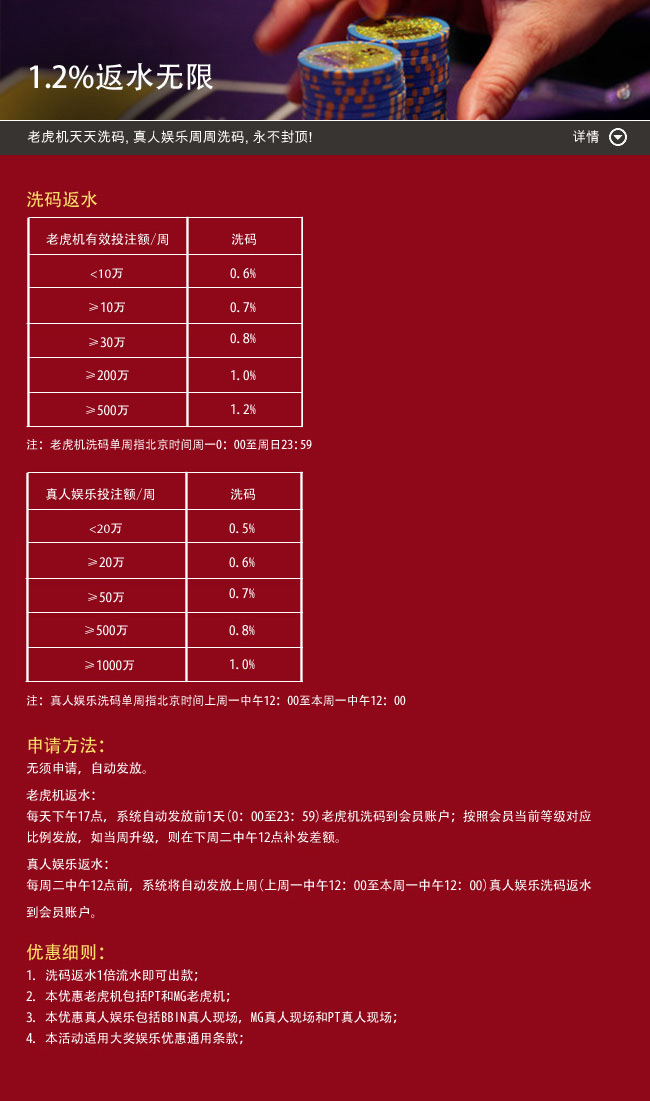 1.2%返水无限
老虎机天天洗码, 真人娱乐周周洗码, 永不封顶!
详情
洗码返水
老虎机有效投注额/周 洗码
<10万 0.6%
≥10万 0.7%
≥30万 0.8%
≥200万 1.0%
≥500万 1.2%
注：老虎机洗码单周指北京时间周一0：00至周日23:59
真人娱乐投注额/周 洗码
<20万 0.5%
≥20万 0.6%
≥50万 0.7%
≥500万 0.8%
≥1000万 1.0%
注：真人娱乐洗码单周指北京时间上周一中午12：00至本周一中午12：00
申请方法：
无须申请，自动发放。
老虎机返水：
每天下午17点，系统自动发放前1天(0：00至23：59)老虎机洗码到会员账户；按照会员当前等级对应
比例发放，如当周升级，则在下周二中午12点补发差额。
真人娱乐返水：
每周二中午12点前，系统将自动发放上周(上周一中午12：00至本周一中午12：00)真人娱乐洗码返水
到会员账户。
优惠细则：
1. 洗码返水1倍流水即可出款；
2. 本优惠老虎机包括PT和MG老虎机；
3. 本优惠真人娱乐包括BBIN真人现场，MG真人现场和PT真人现场；
4. 本活动适用大奖娱乐优惠通用条款；